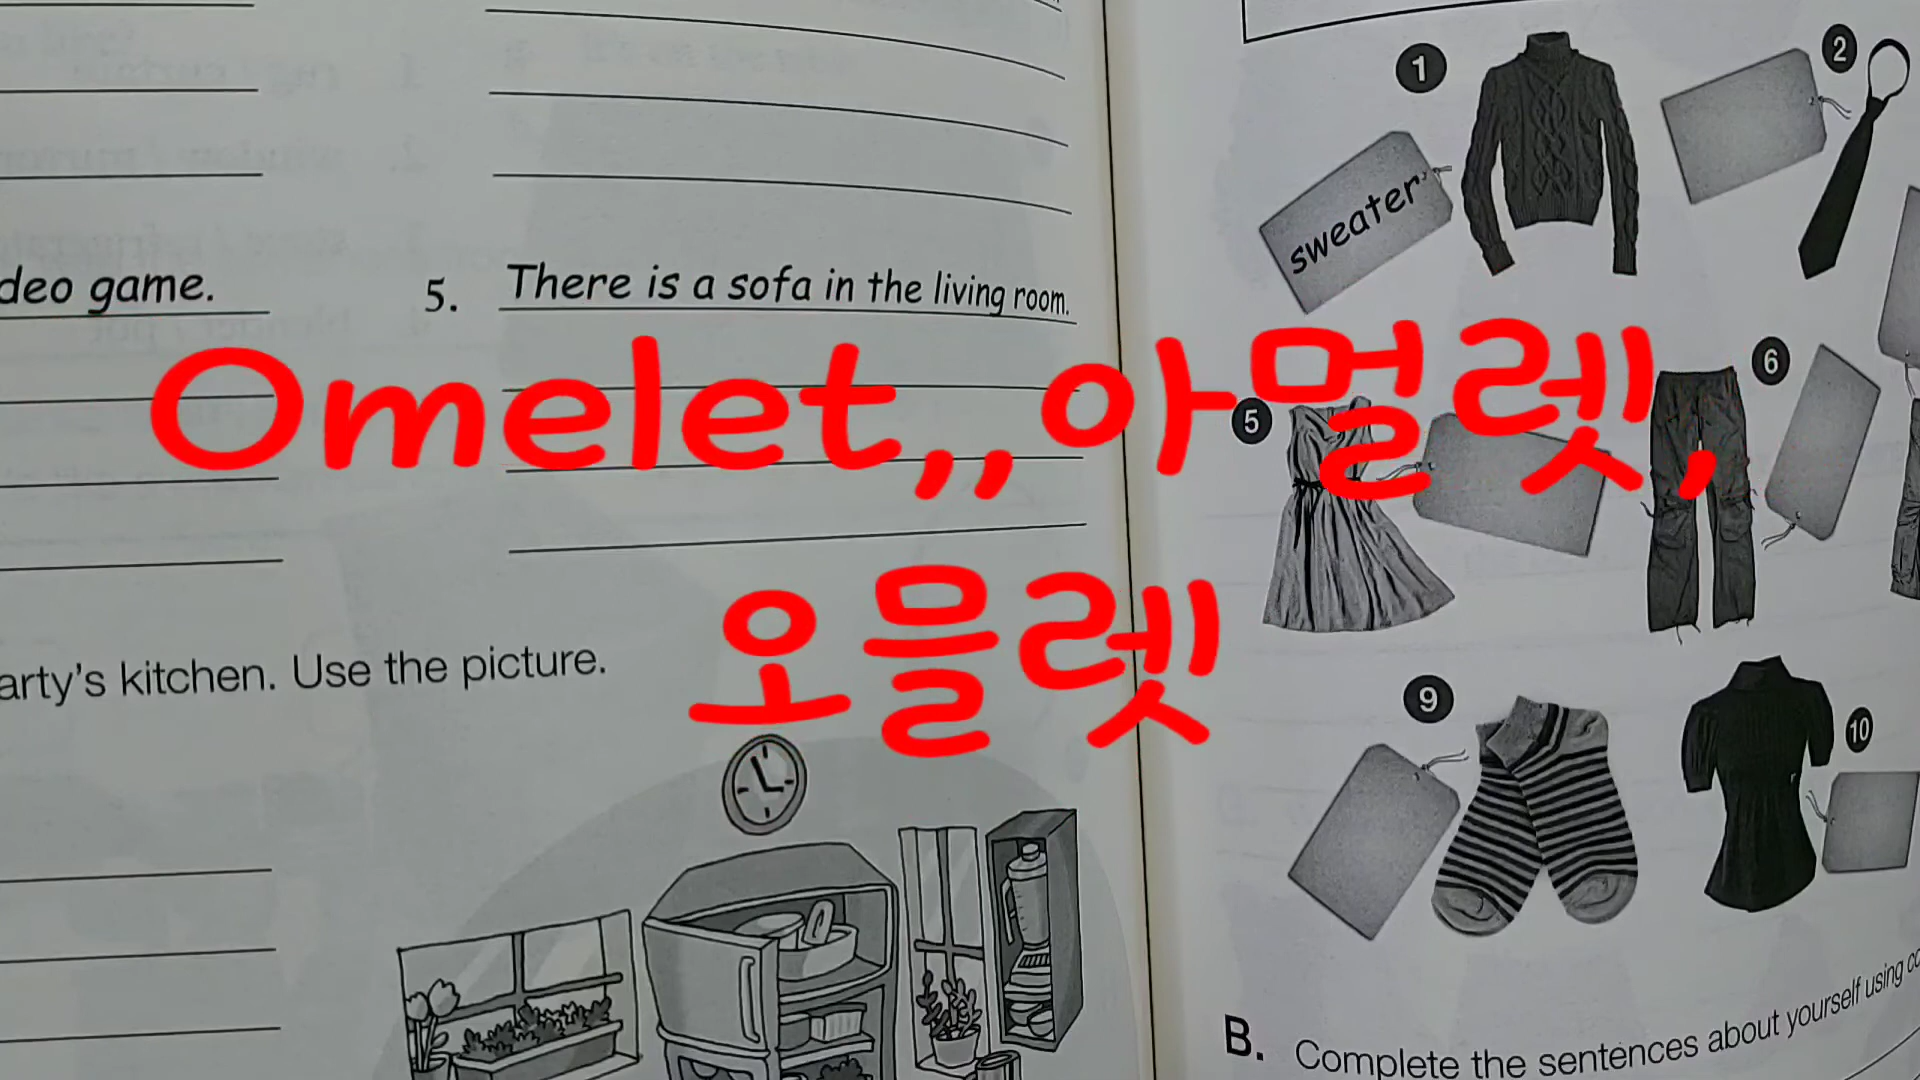 deo game.
5. There is a sofa in the living room.
Omelet,,아멀렛,
오믈렛
arty's kitchen. Use the picture.
1
sweater
2
5
6
9
10
B. Complete the sentences about yourself using co